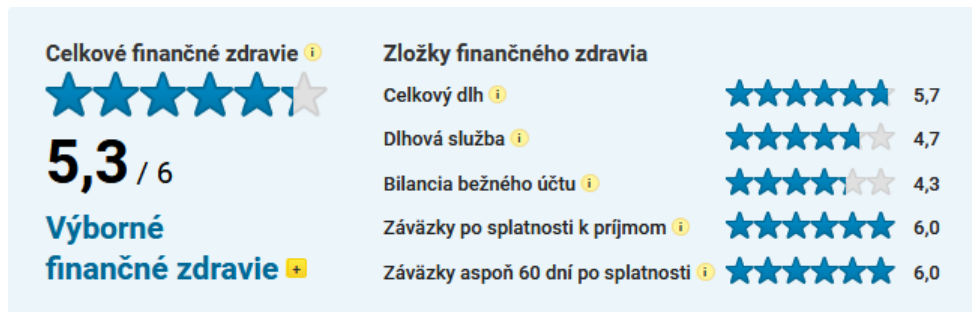 Celkové finančné zdravie i
5,3 / 6
Výborné
finančné zdravie +
Zložky finančného zdravia
Celkový dlh i 5,7
Dlhová služba i 4,7
Bilancia bežného účtu i 4,3
Záväzky po splatnosti k príjmom i 6,0
Záväzky aspoň 60 dní po splatnosti i 6,0